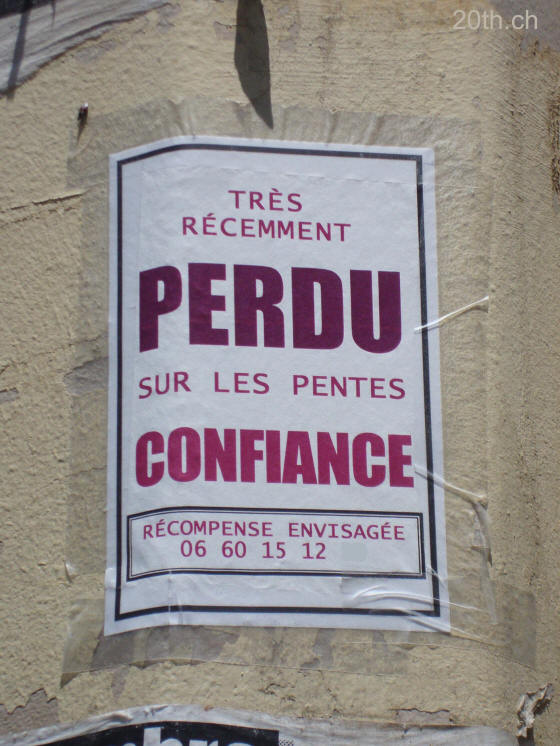 20th.ch
TRÈS
RÉCEMMENT
PERDU
SUR LES PENTES
CONFIANCE
RÉCOMPENSE ENVISAGÉE
06 60 15 12